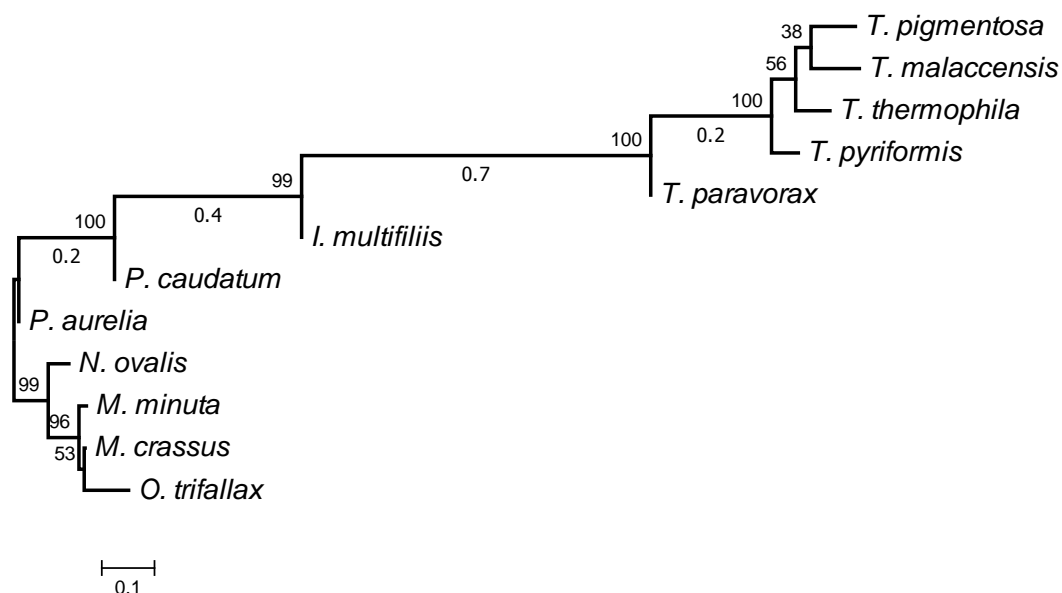 38
T. pigmentosa
56
T. malaccensis
100
T. thermophila
100
0.2
T. pyriformis
99
0.7
T. paravorax
100
0.4
I. multifiliis
0.2
P. caudatum
P. aurelia
N. ovalis
99
M. minuta
96
M. crassus
53
O. trifallax
0.1